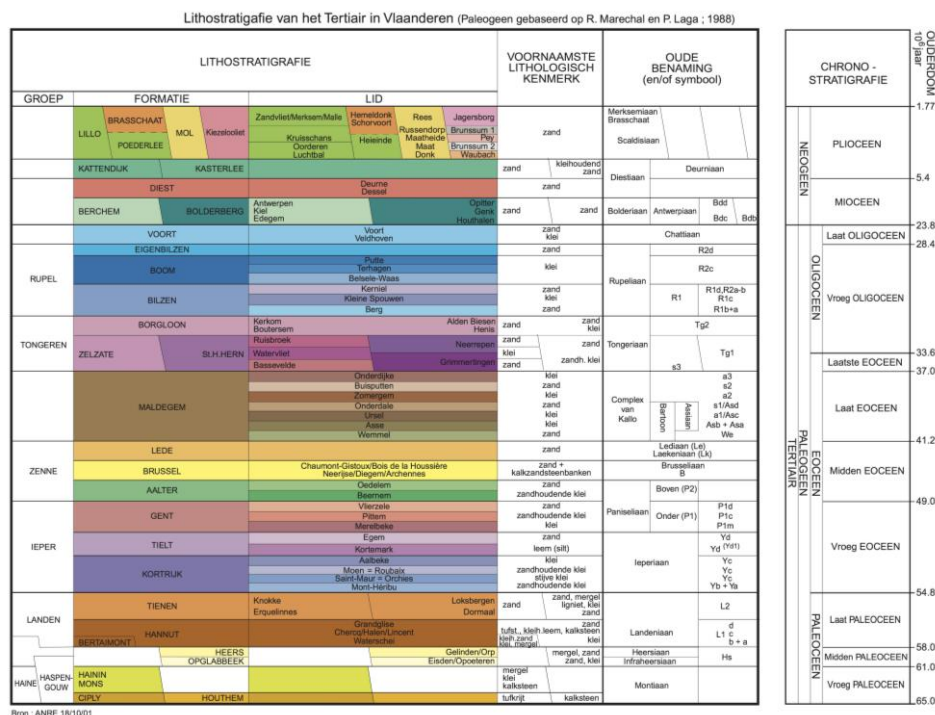 Lithostratigafie van het Tertiair in Vlaanderen (Paleogeen gebaseerd op R. Marechal en P. Laga ; 1988)
LITHOSTRATIGRAFIE
VOORNAAMSTE
LITHOLOGISCH
KENMERK
OUDE
BENAMING
(en/of symbool)
CHRONO -
STRATIGRAFIE
OUDERDOM
10⁶ jaar
GROEP
FORMATIE
LID
1.77
LILLO
BRASSCHAAT
POEDERLEE
MOL
Kiezelooliet
Zandvliet/Merksem/Malle
Kruisschans
Oorderen
Luchtbal
Hemeldonk
Schorvoort
Heieinde
Rees
Russendorp
Maatheide
Maat
Donk
Jagersborg
Brunssum 1
Pey
Brunssum 2
Waubach
zand
Merksemiaan
Brasschaat
Scaldisiaan
NEOGEEN
PLIOCEEN
KATTENDIJK
KASTERLEE
zand
kleihoudend
zand
Diestiaan
Deurniaan
5.4
DIEST
Deurne
Dessel
zand
MIOCEEN
BERCHEM
BOLDERBERG
Antwerpen
Kiel
Edegem
Opitter
Genk
Houthalen
zand
zand
Bolderiaan
Antwerpiaan
Bdd
Bdc
Bdb
23.8
VOORT
Voort
Veldhoven
zand
klei
Chattiaan
Laat OLIGOCEEN
28.4
RUPEL
EIGENBILZEN
zand
Rupeliaan
R2d
BOOM
Putte
Terhagen
Belsele-Waas
klei
R2c
OLIGOCEEN
Vroeg OLIGOCEEN
BILZEN
Kerniel
Kleine Spouwen
Berg
zand
klei
zand
R1
R1d,R2a-b
R1c
R1b+a
TONGEREN
BORGLOON
Kerkom
Boutersem
Alden Biesen
Henis
zand
zand
klei
Tongeriaan
Tg2
ZELZATE
St.H.HERN
Ruisbroek
Watervliet
Bassevelde
Neerrepen
Grimmertingen
zand
klei
zand
zand
zandh. klei
Tg1
s3
33.6
Laatste EOCEEN
37.0
MALDEGEM
Onderdijke
Buisputten
Zomergem
Onderdale
Ursel
Asse
Wemmel
klei
zand
klei
zand
klei
klei
zand
Complex
van
Kallo
Bartoon
Assiaan
a3
s2
a2
s1/Asd
a1/Asc
Asb + Asa
We
Laat EOCEEN
41.2
TERTIAIR
PALEOGEEN
EOCEEN
ZENNE
LEDE
zand
Lediaan (Le)
Laekeniaan (Lk)
BRUSSEL
Chaumont-Gistoux/Bois de la Houssière
Neerijse/Diegem/Archennes
zand +
kalkzandsteenbanken
Brusseliaan
B
Midden EOCEEN
AALTER
Oedelem
Beernem
zand
zandhoudende klei
Paniseliaan
Boven (P2)
49.0
IEPER
GENT
Vlierzele
Pittem
Merelbeke
zand
zandhoudende klei
klei
Onder (P1)
P1d
P1c
P1m
Vroeg EOCEEN
TIELT
Egem
Kortemark
zand
leem (silt)
Ieperiaan
Yd
Yd (Yd1)
KORTRIJK
Aalbeke
Moen = Roubaix
Saint-Maur = Orchies
Mont-Héribu
klei
zandhoudende klei
stijve klei
zandhoudende klei
Yc
Yc
Yc
Yb + Ya
54.8
LANDEN
TIENEN
Knokke
Erquelinnes
Loksbergen
Dormaal
zand
zand, mergel
ligniet, klei
zand
Landeniaan
L2
PALEOCEEN
Laat PALEOCEEN
HANNUT
BERTAIMONT
Grandglise
Chercq/Halen/Lincent
Waterschei
zand
tufst., kleih.leem, kalksteen
kleih.zand
klei, mergel
klei
L1
d
c
b + a
58.0
HEERS
Gelinden/Orp
mergel, zand
Heersiaan
Hs
Midden PALEOCEEN
OPGLABBEEK
Eisden/Opoeteren
zand, klei
Infraheersiaan
61.0
HAINE
HASPEN-
GOUW
HAININ
MONS
mergel
klei
kalksteen
Montiaan
Vroeg PALEOCEEN
CIPLY
HOUTHEM
tufkrijt
kalksteen
65.0
Bron : ANRE 18/10/01